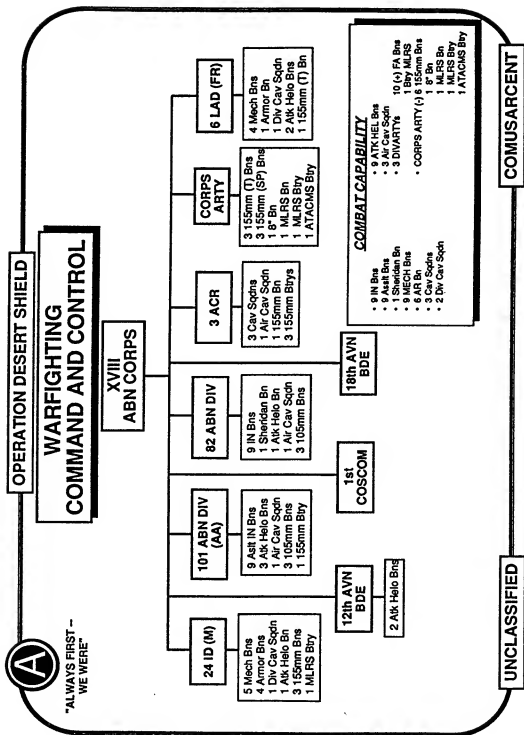 OPERATION DESERT SHIELD
A
"ALWAYS FIRST –
WE WERE"
WARFIGHTING
COMMAND AND CONTROL
XVIII
ABN CORPS
24 ID (M)
5 Mech Bns
4 Armor Bns
1 Div Cav Sqdn
1 Atk Helo Bn
3 155mm Bns
1 MLRS Btry
101 ABN DIV
(AA)
9 Aslt IN Bns
3 Atk Helo Bns
1 Air Cav Sqdn
3 105mm Bns
1 155mm Btry
82 ABN DIV
9 IN Bns
1 Sheridan Bn
1 Atk Helo Bn
1 Air Cav Sqdn
3 105mm Bns
3 ACR
3 Cav Sqdns
1 Air Cav Sqdn
1 155mm Bn
3 155mm Btrys
CORPS
ARTY
3 155mm (T) Bns
3 155mm (SP) Bns
1 8" Bn
1 MLRS Bn
1 MLRS Btry
1 ATACMS Btry
6 LAD (FR)
4 Mech Bns
1 Armor Bn
1 Div Cav Sqdn
2 Atk Helo Bns
1 155mm (T) Bn
12th AVN
BDE
2 Atk Helo Bns
1st
COSCOM
18th AVN
BDE
COMBAT CAPABILITY
• 9 IN Bns
• 9 Asslt Bns
• 1 Sheridan Bn
• 9 MECH Bns
• 6 AR Bn
• 3 Cav Sqdns
• 2 Div Cav Sqdn
• 9 ATK HEL Bns
• 3 Air Cav Sqdn
• 3 DIVARTYs
10 (+) FA Bns
1 Btry MLRS
• CORPS ARTY (-) 6 155mm Bns
1 8" Bn
1 MLRS Bn
1 MLRS Btry
1 ATACMS Btry
UNCLASSIFIED
COMUSARCENT